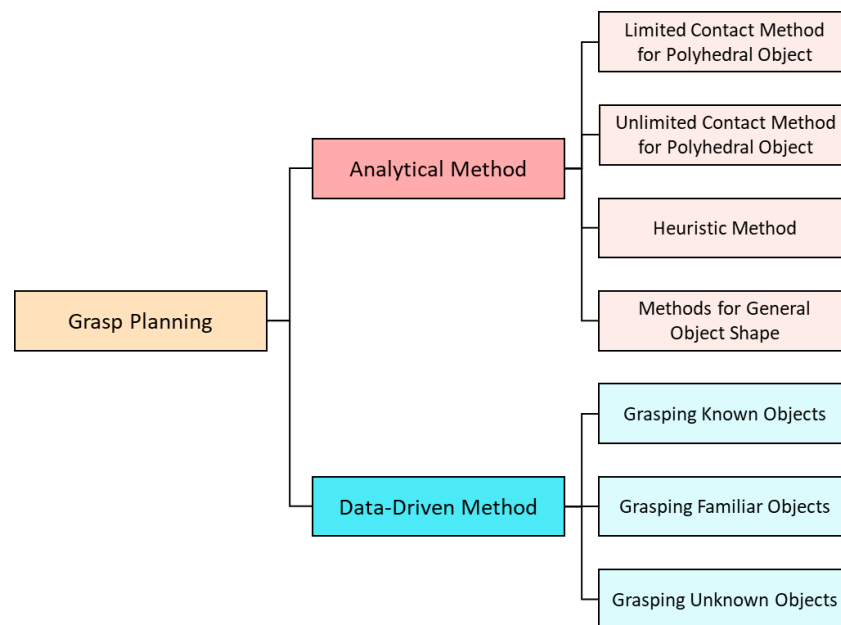 Grasp Planning
Analytical Method
Limited Contact Method
for Polyhedral Object
Unlimited Contact Method
for Polyhedral Object
Heuristic Method
Methods for General
Object Shape
Data-Driven Method
Grasping Known Objects
Grasping Familiar Objects
Grasping Unknown Objects